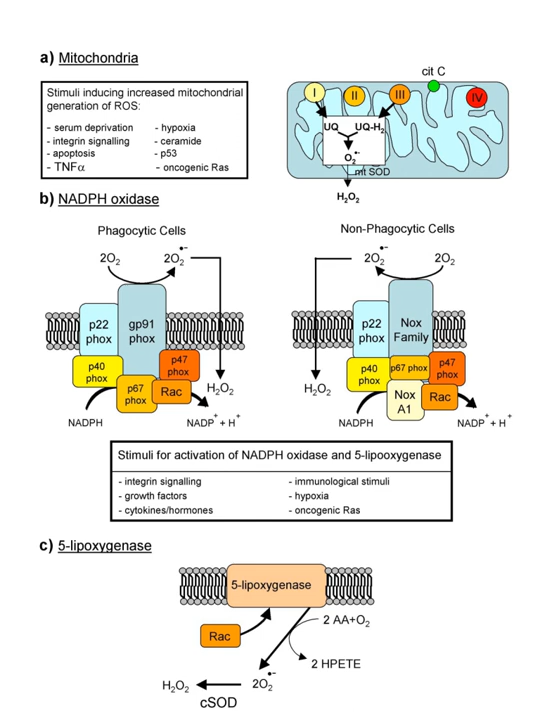 a) Mitochondria
Stimuli inducing increased mitochondrial
generation of ROS:
- serum deprivation
- integrin signalling
- apoptosis
- TNFα
- hypoxia
- ceramide
- p53
- oncogenic Ras
cit C
I
II
III
IV
UQ
UQ-H2
O2•-
mt SOD
H2O2
b) NADPH oxidase
Phagocytic Cells
2O2
2O2•-
p22
phox
gp91
phox
p40
phox
p67
phox
p47
phox
Rac
H2O2
NADPH
NADP+ + H+
Non-Phagocytic Cells
2O2•-
2O2
p22
phox
Nox
Family
p40
phox
p67 phox
p47
phox
Nox
A1
Rac
H2O2
NADPH
NADP+ + H+
Stimuli for activation of NADPH oxidase and 5-lipooxygenase
- integrin signalling
- growth factors
- cytokines/hormones
- immunological stimuli
- hypoxia
- oncogenic Ras
c) 5-lipoxygenase
5-lipoxygenase
Rac
2 AA+O2
2 HPETE
2O2•-
H2O2
cSOD